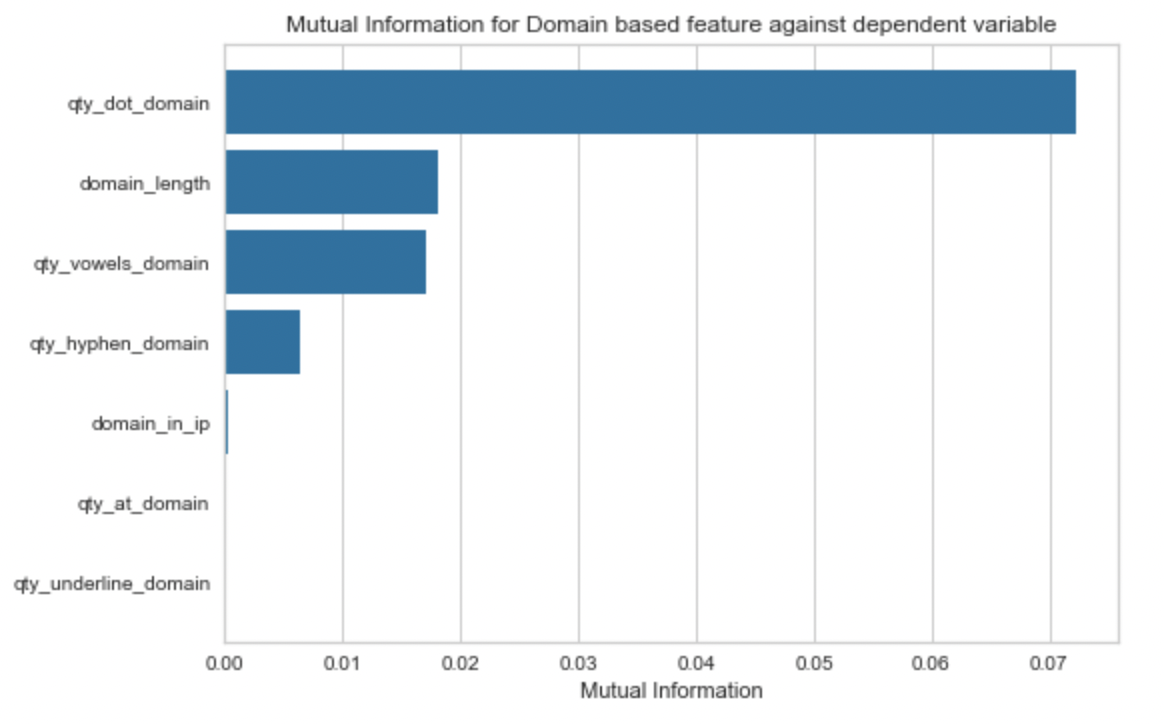 Mutual Information for Domain based feature against dependent variable
qty_dot_domain
domain_length
qty_vowels_domain
qty_hyphen_domain
domain_in_ip
qty_at_domain
qty_underline_domain
0.00 0.01 0.02 0.03 0.04 0.05 0.06 0.07
Mutual Information